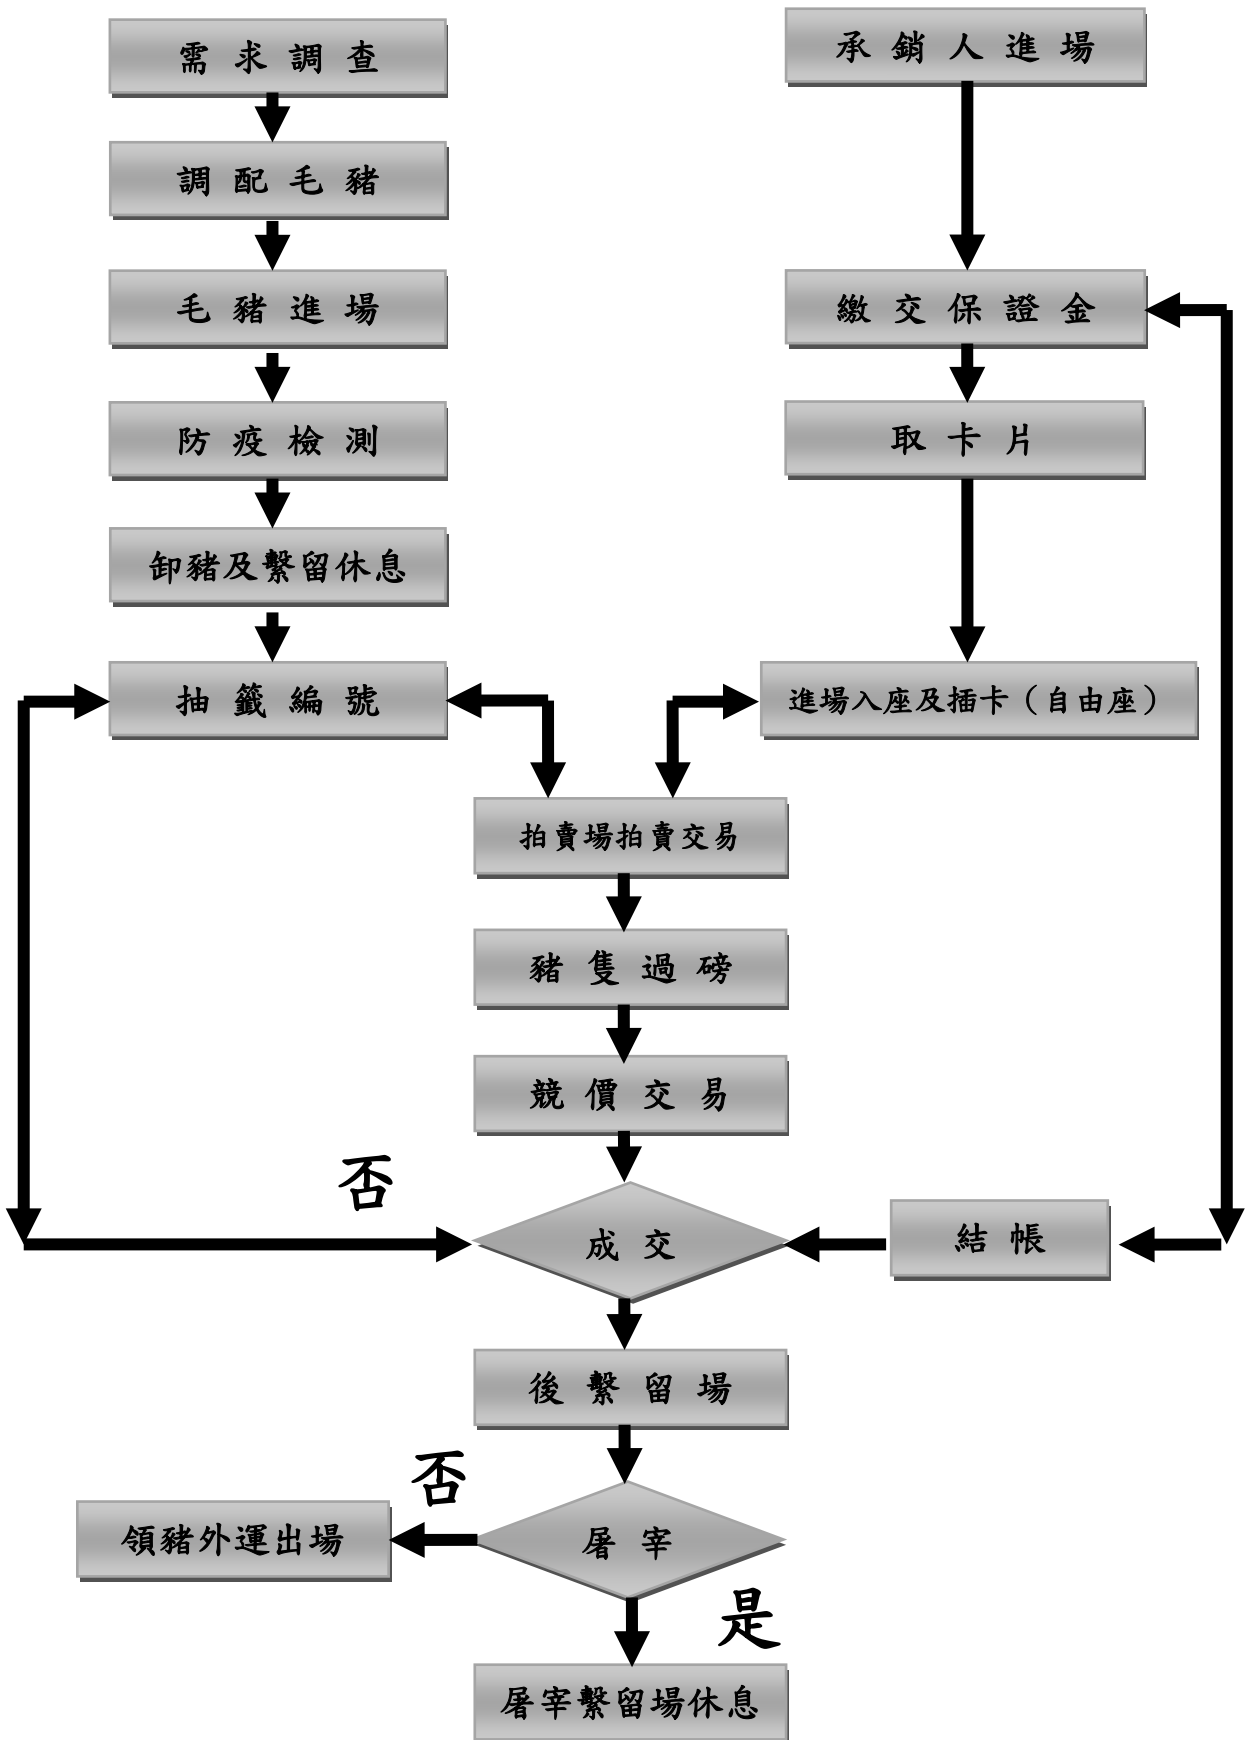 需求調查
調配毛豬
毛豬進場
防疫檢測
卸豬及繫留休息
抽籤編號
承銷人進場
繳交保證金
取卡片
進場入座及插卡（自由座）
拍賣場拍賣交易
豬隻過磅
競價交易
否
成交
結帳
後繫留場
否
屠宰
領豬外運出場
是
屠宰繫留場休息